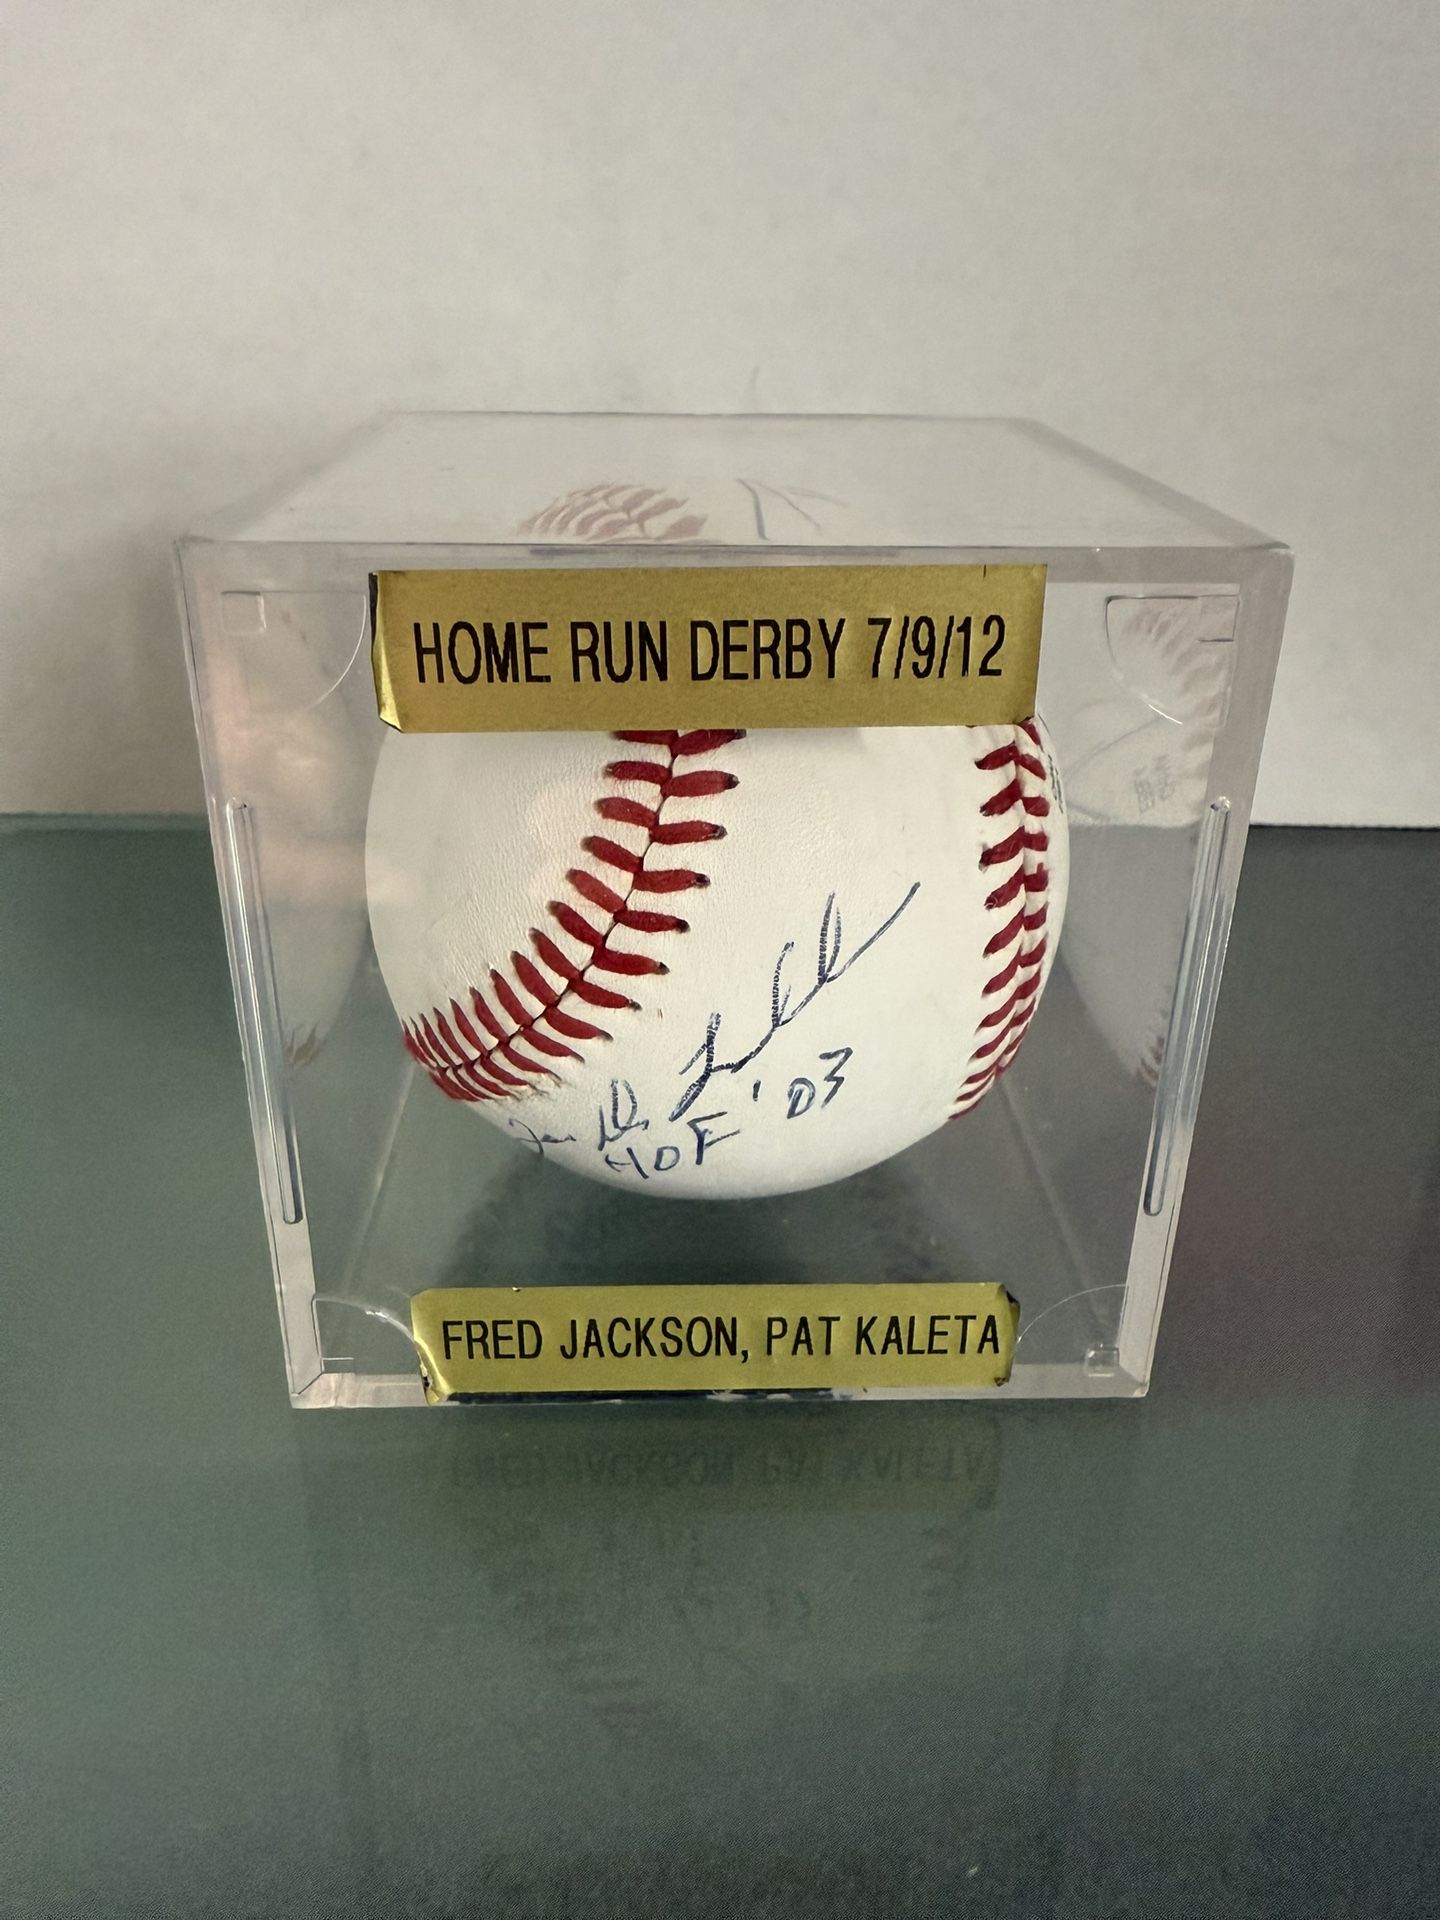 HOME RUN DERBY 7/9/12
HOF '03
FRED JACKSON, PAT KALETA